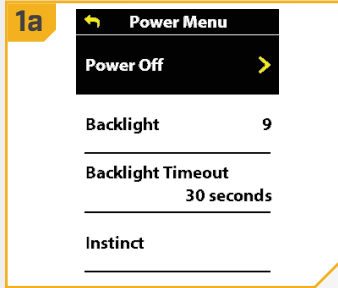 1a
Power Menu
Power Off
Backlight 9
Backlight Timeout
30 seconds
Instinct